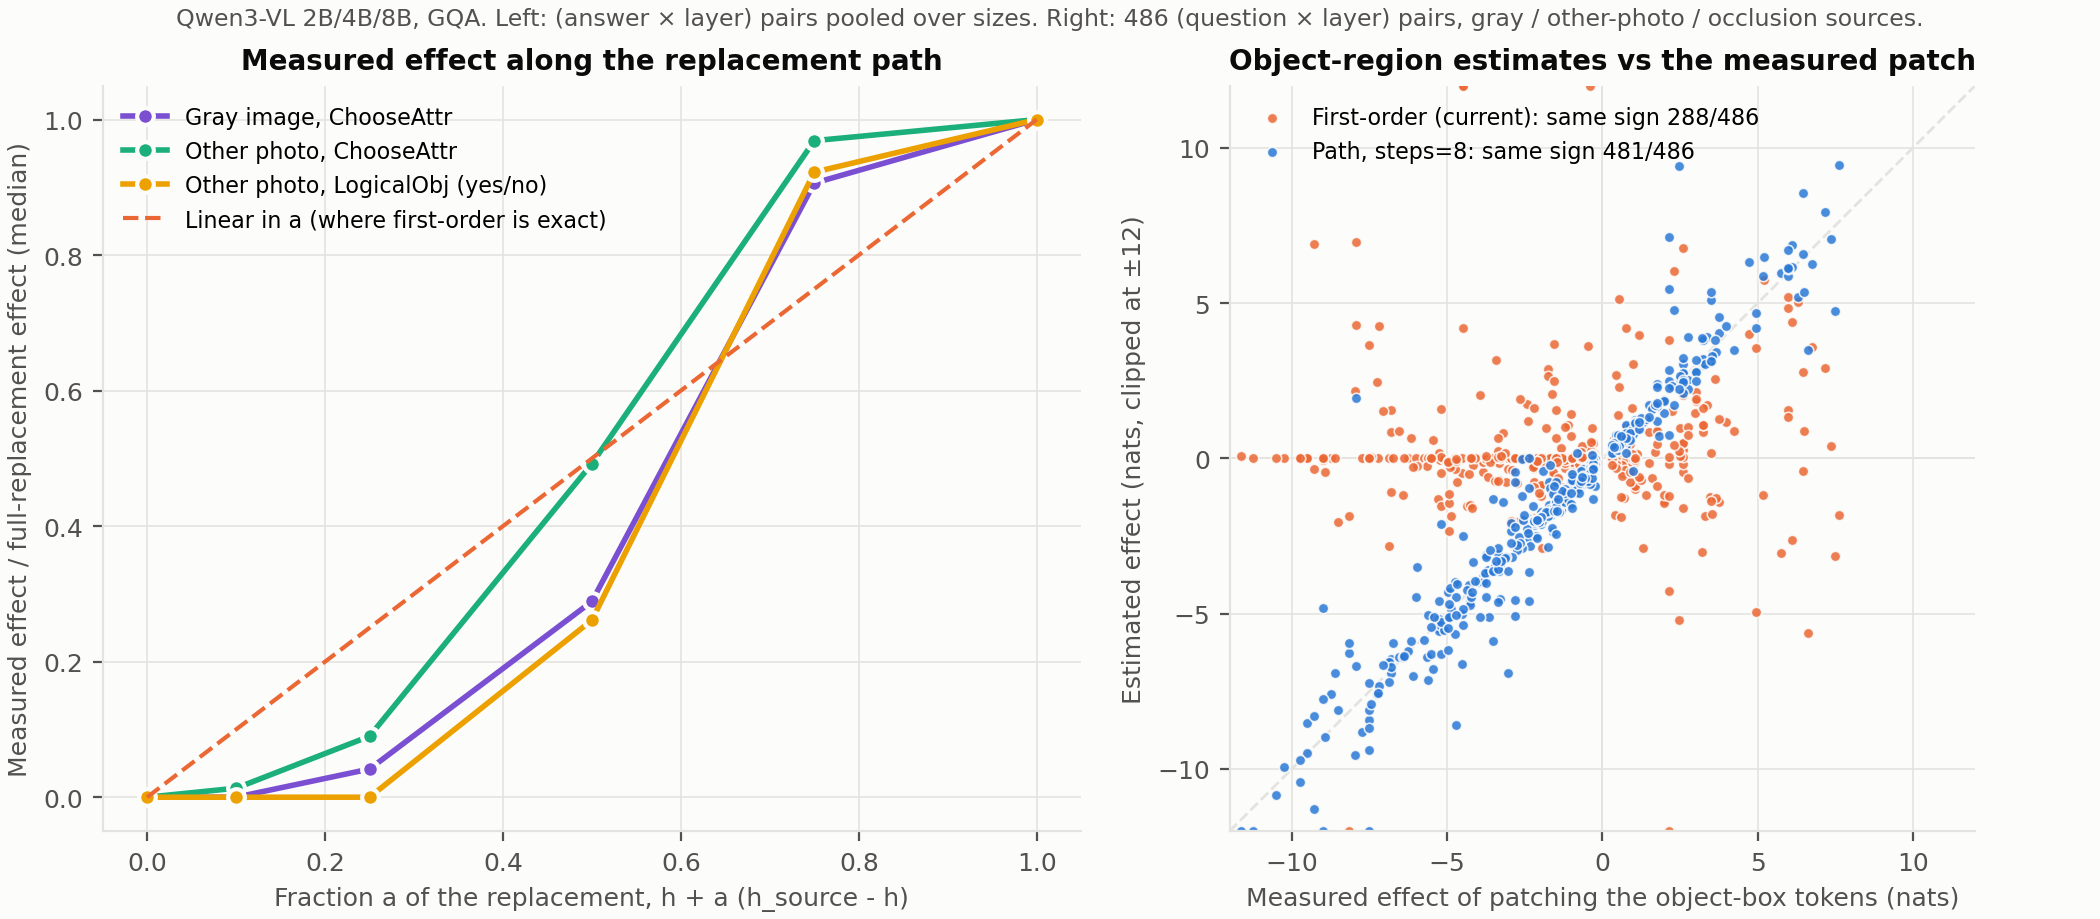 Qwen3-VL 2B/4B/8B, GQA. Left: (answer × layer) pairs pooled over sizes. Right: 486 (question × layer) pairs, gray / other-photo / occlusion sources.
Measured effect along the replacement path
Measured effect / full-replacement effect (median)
1.0
0.8
0.6
0.4
0.2
0.0
Gray image, ChooseAttr
Other photo, ChooseAttr
Other photo, LogicalObj (yes/no)
Linear in a (where first-order is exact)
0.0 0.2 0.4 0.6 0.8 1.0
Fraction a of the replacement, h + a (h_source - h)
Object-region estimates vs the measured patch
Estimated effect (nats, clipped at ±12)
10
5
0
−5
−10
First-order (current): same sign 288/486
Path, steps=8: same sign 481/486
−10 −5 0 5 10
Measured effect of patching the object-box tokens (nats)